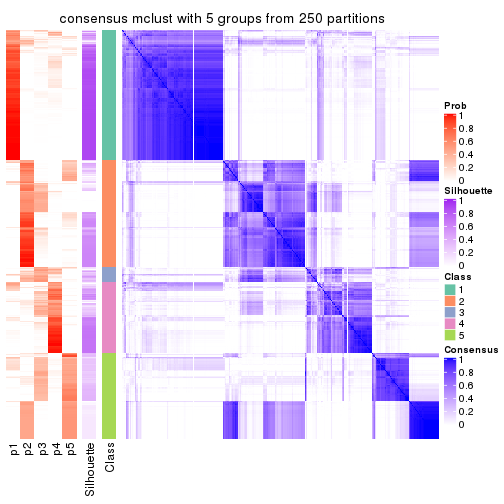 consensus mclust with 5 groups from 250 partitions
Prob
1
0.8
0.6
0.4
0.2
0
Silhouette
1
0.8
0.6
0.4
0.2
0
Class
1
2
3
4
5
Consensus
1
0.8
0.6
0.4
0.2
0
p1
p2
p3
p4
p5
Silhouette
Class